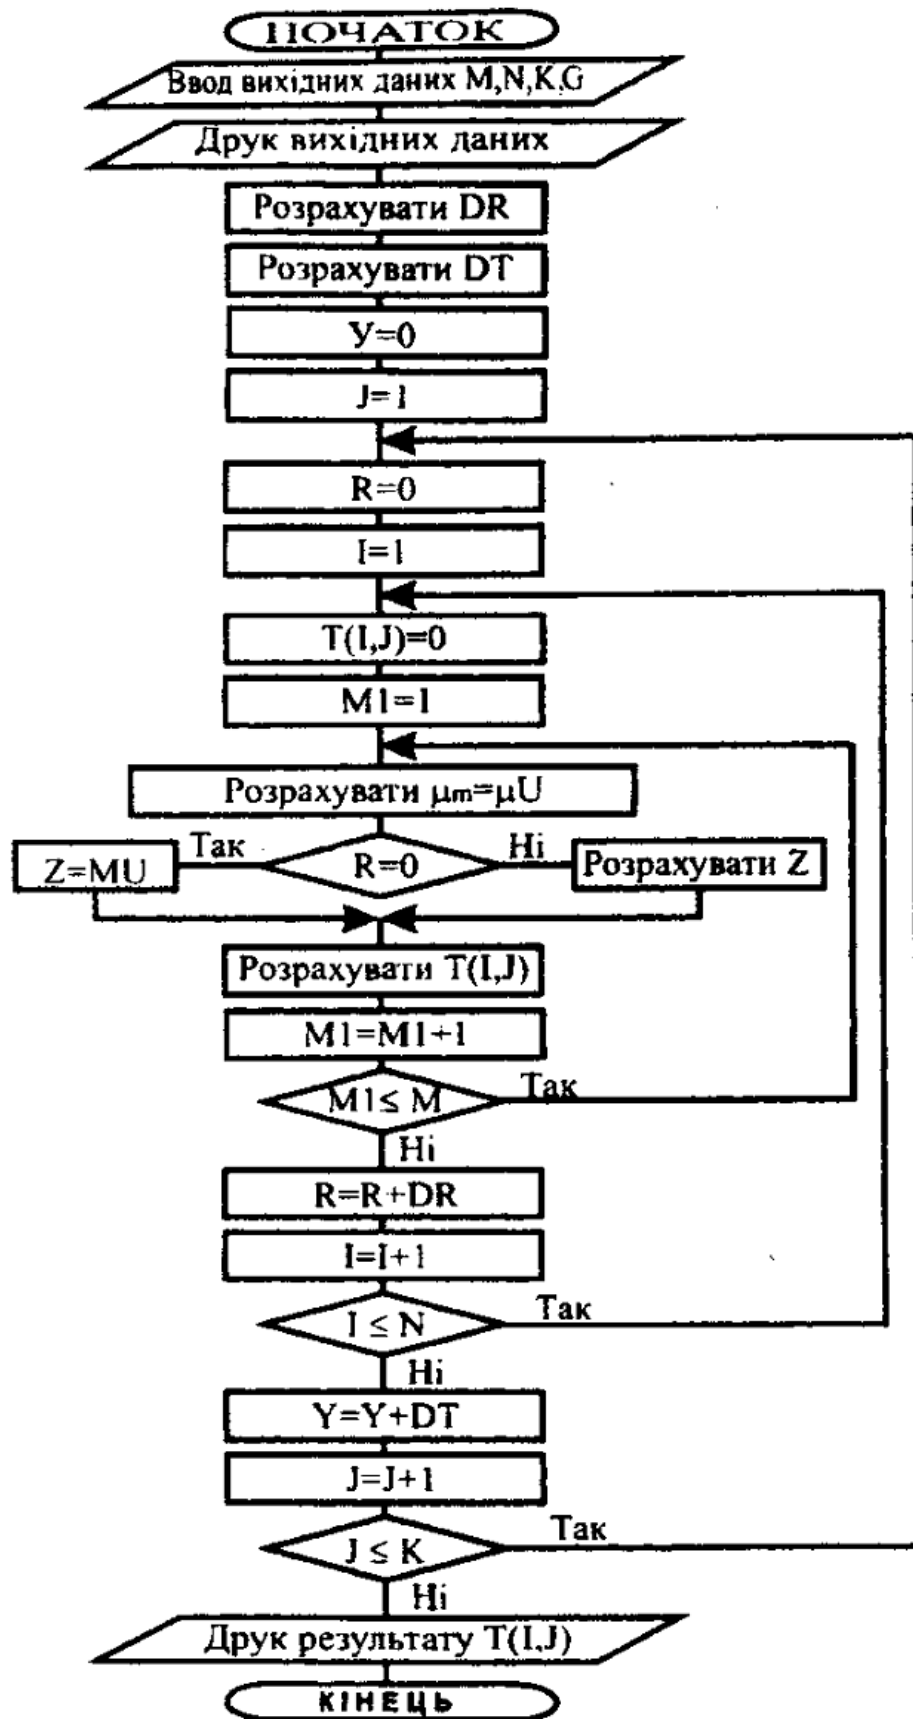 ПОЧАТОК
Ввод вихідних даних M,N,K,G
Друк вихідних даних
Розрахувати DR
Розрахувати DT
У=0
J=1
R=0
I=1
T(I,J)=0
M1=1
Розрахувати μm=μU
Так
Ні
Z=MU
R=0
Розрахувати Z
Розрахувати T(I,J)
M1=M1+1
M1≤ M
Так
Ні
R=R+DR
I=I+1
I ≤ N
Так
Ні
Y=Y+DT
J=J+1
J ≤ K
Так
Ні
Друк результату T(I,J)
КІНЕЦЬ